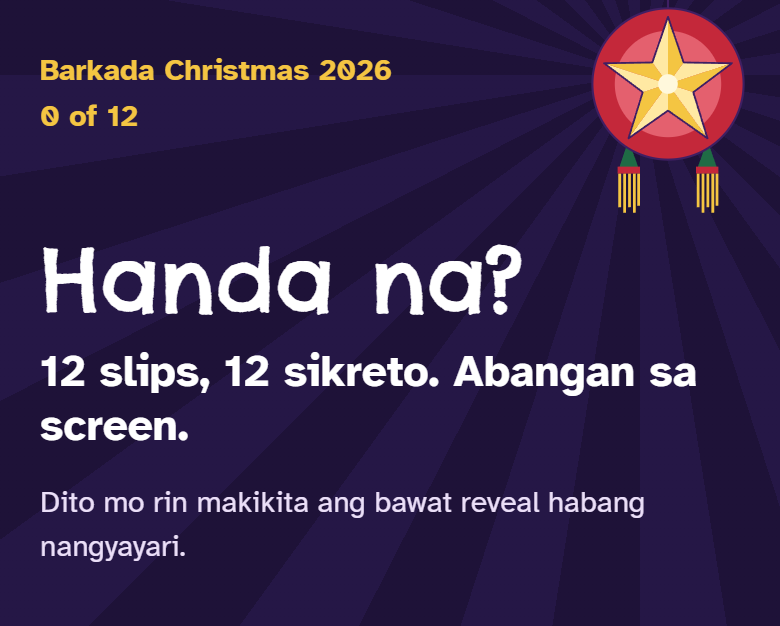 Barkada Christmas 2026
0 of 12
Handa na?
12 slips, 12 sikreto. Abangan sa
screen.
Dito mo rin makikita ang bawat reveal habang
nangyayari.